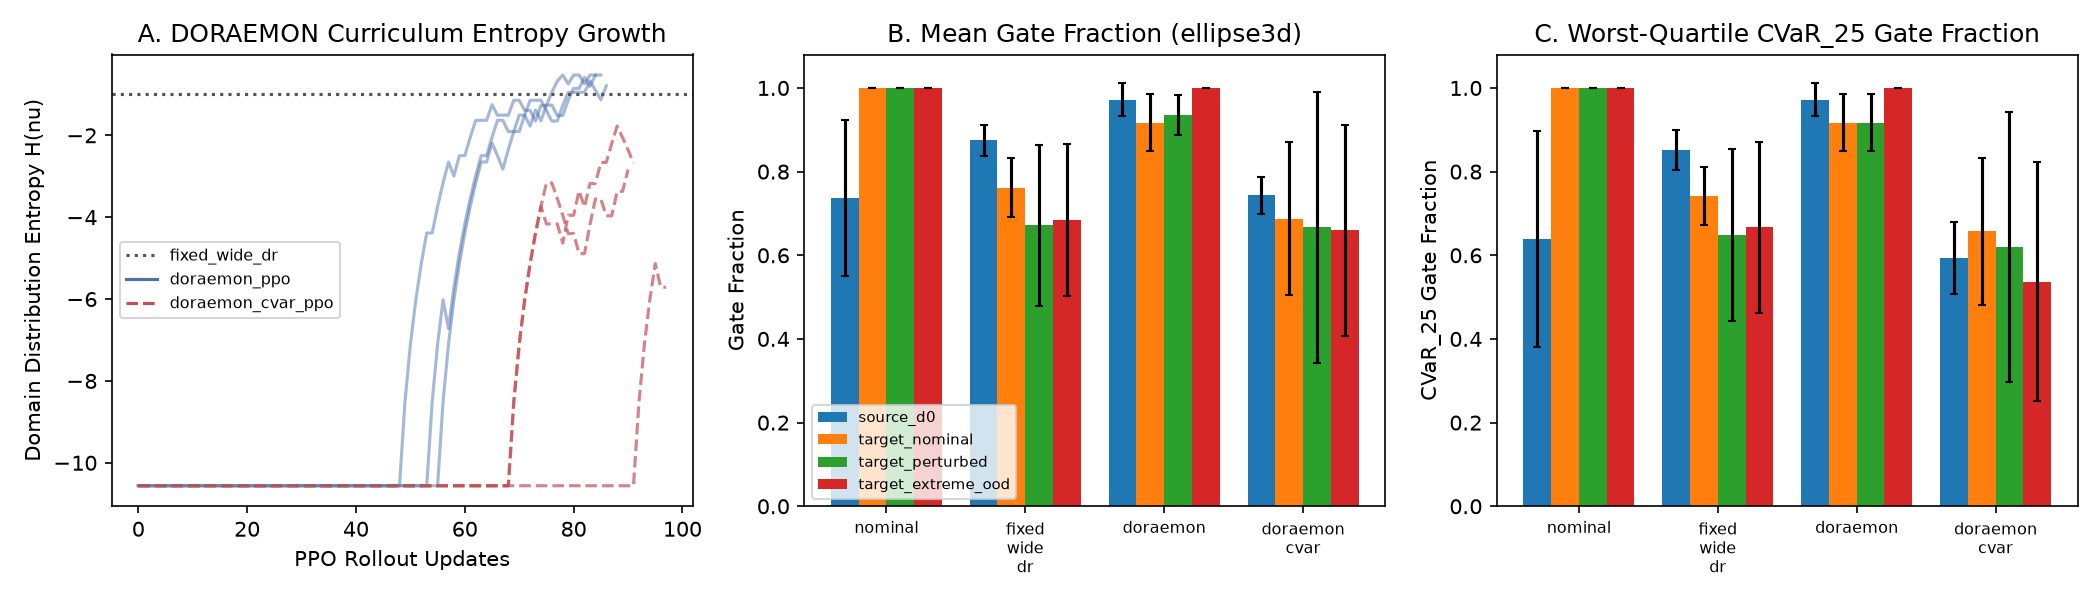 A. DORAEMON Curriculum Entropy Growth
Domain Distribution Entropy H(nu)
−2
−4
−6
−8
−10
fixed_wide_dr
doraemon_ppo
doraemon_cvar_ppo
0
20
40
60
80
100
PPO Rollout Updates
B. Mean Gate Fraction (ellipse3d)
Gate Fraction
1.0
0.8
0.6
0.4
0.2
0.0
source_d0
target_nominal
target_perturbed
target_extreme_ood
nominal
fixed
wide
dr
doraemon
doraemon
cvar
C. Worst-Quartile CVaR_25 Gate Fraction
CVaR_25 Gate Fraction
1.0
0.8
0.6
0.4
0.2
0.0
nominal
fixed
wide
dr
doraemon
doraemon
cvar